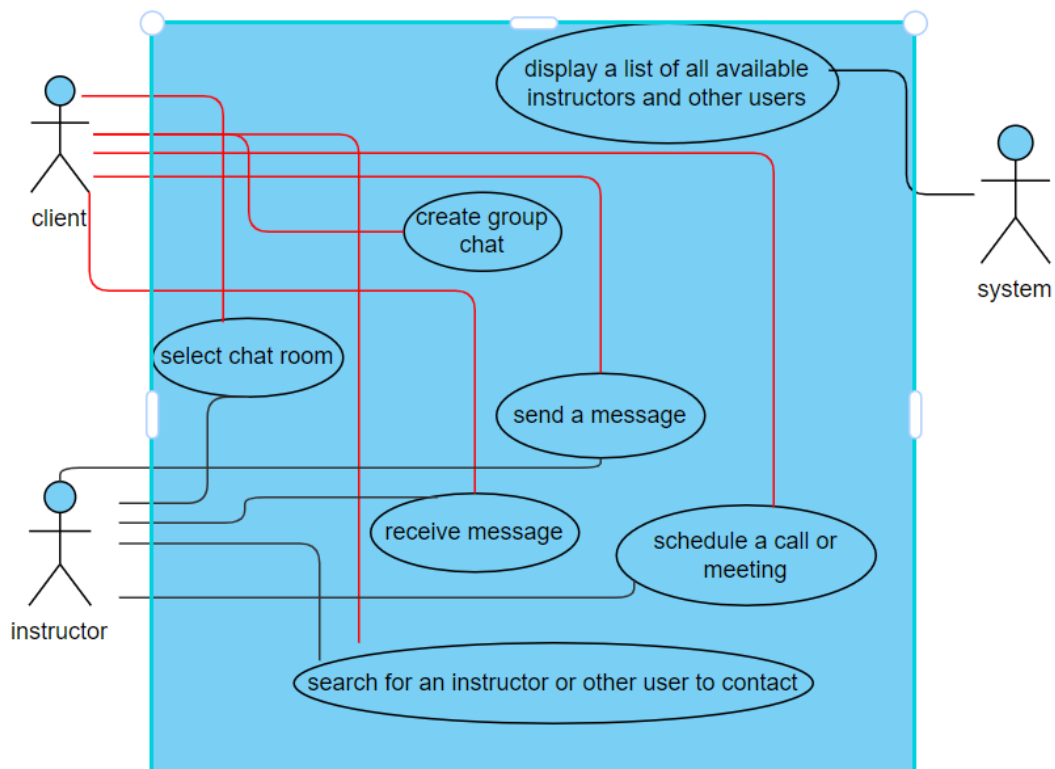 display a list of all available
instructors and other users
client
create group
chat
system
select chat room
send a message
receive message
schedule a call or
meeting
instructor
search for an instructor or other user to contact